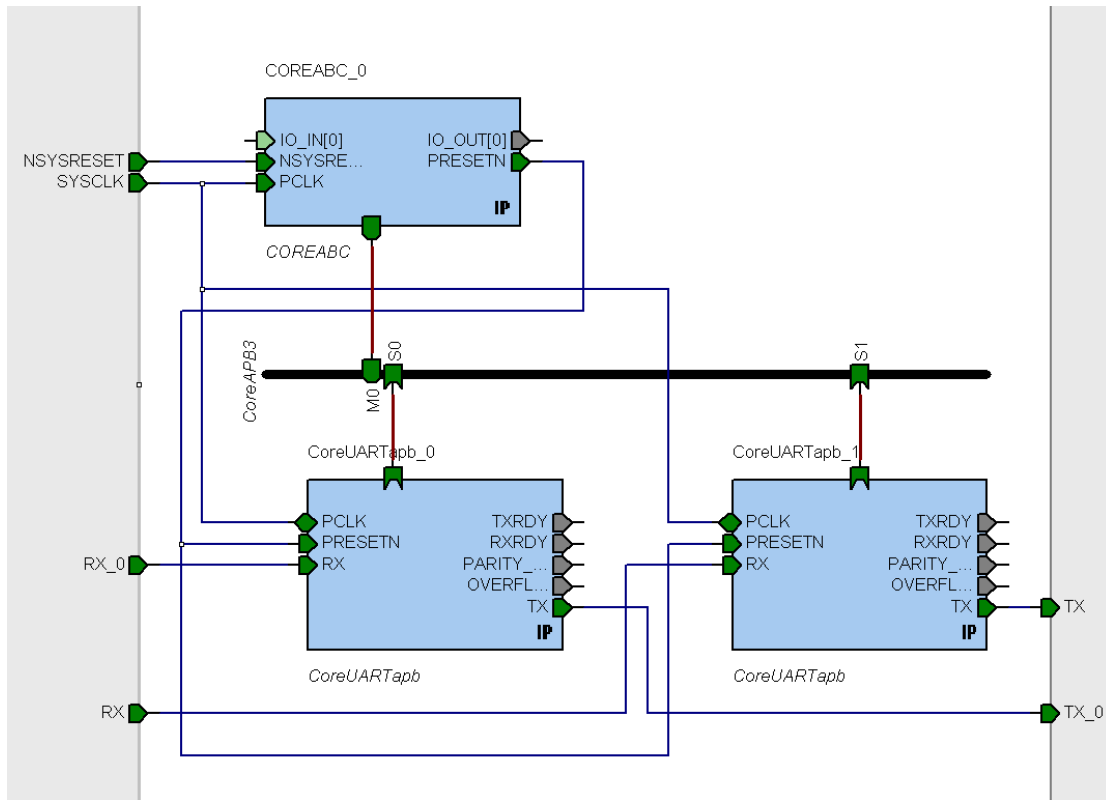 COREABC_0
IO_IN[0]
IO_OUT[0]
NSYSRESET
NSYSRE...
PRESETN
SYSCLK
PCLK
IP
COREABC
CoreAPB3
M0
S0
S1
CoreUARTapb_0
CoreUARTapb_1
PCLK
TXRDY
PCLK
TXRDY
PRESETN
RXRDY
PRESETN
RXRDY
RX_0
RX
PARITY_...
RX
PARITY_...
OVERFL...
OVERFL...
TX
TX
TX
IP
IP
CoreUARTapb
CoreUARTapb
RX
TX_0